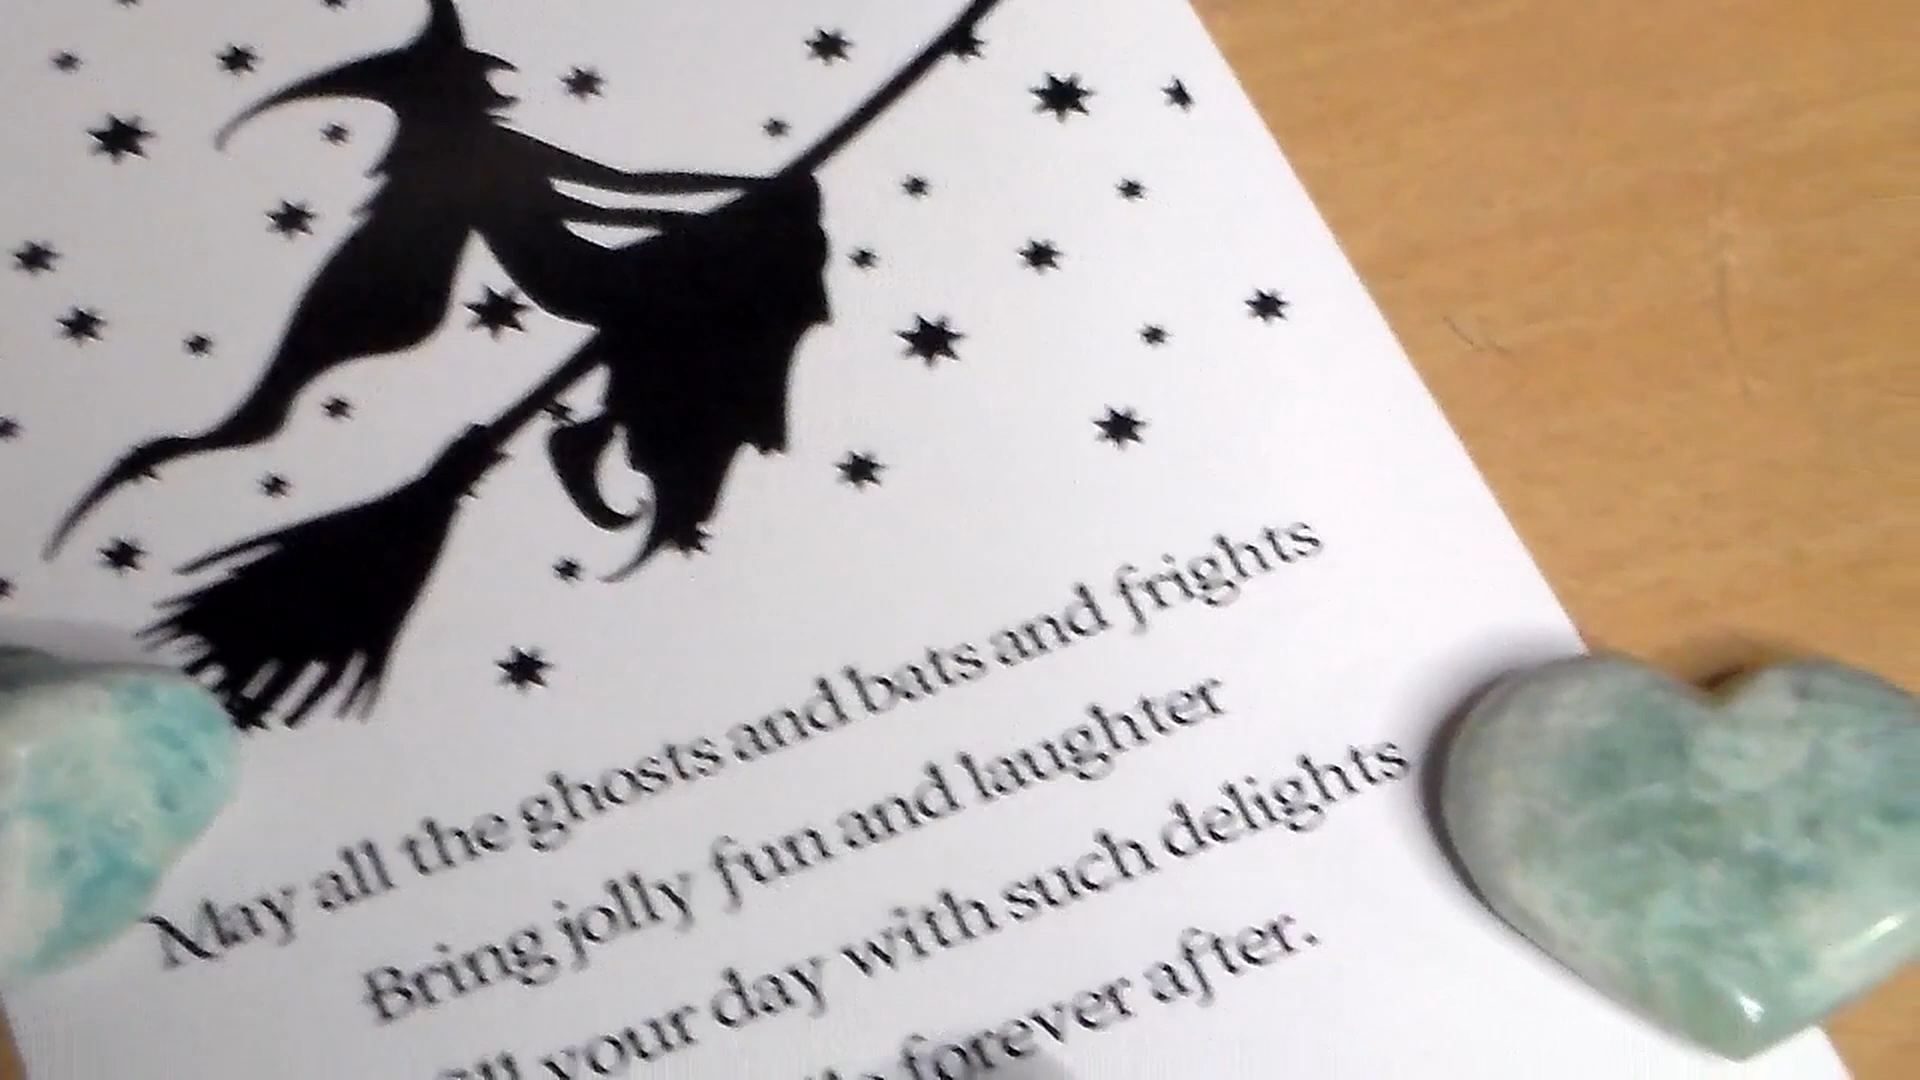 May all the ghosts and bats and frights
Bring jolly fun and laughter
your day with such delights
forever after.